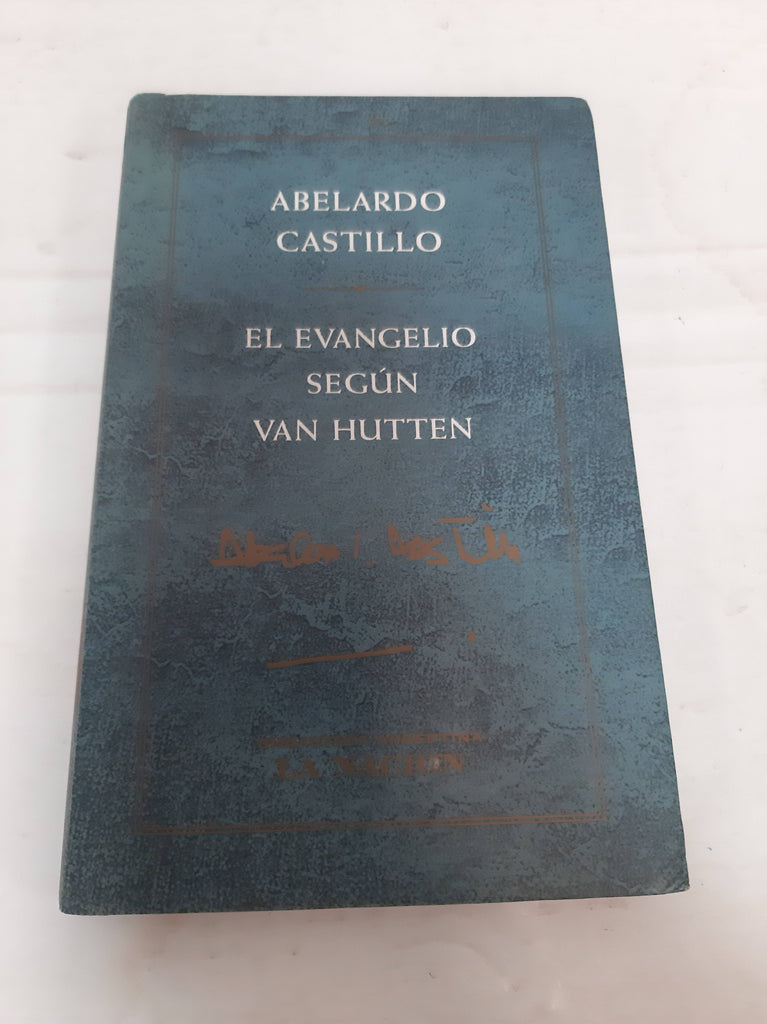 ABELARDO
CASTILLO
EL EVANGELIO
SEGÚN
VAN HUTTEN
LA NACION